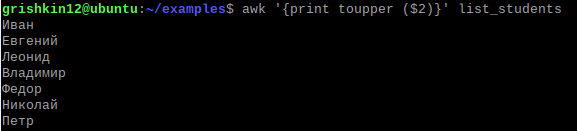 grishkin12@ubuntu:~/examples$ awk '{print toupper ($2)}' list_students
Иван
Евгений
Леонид
Владимир
Федор
Николай
Петр